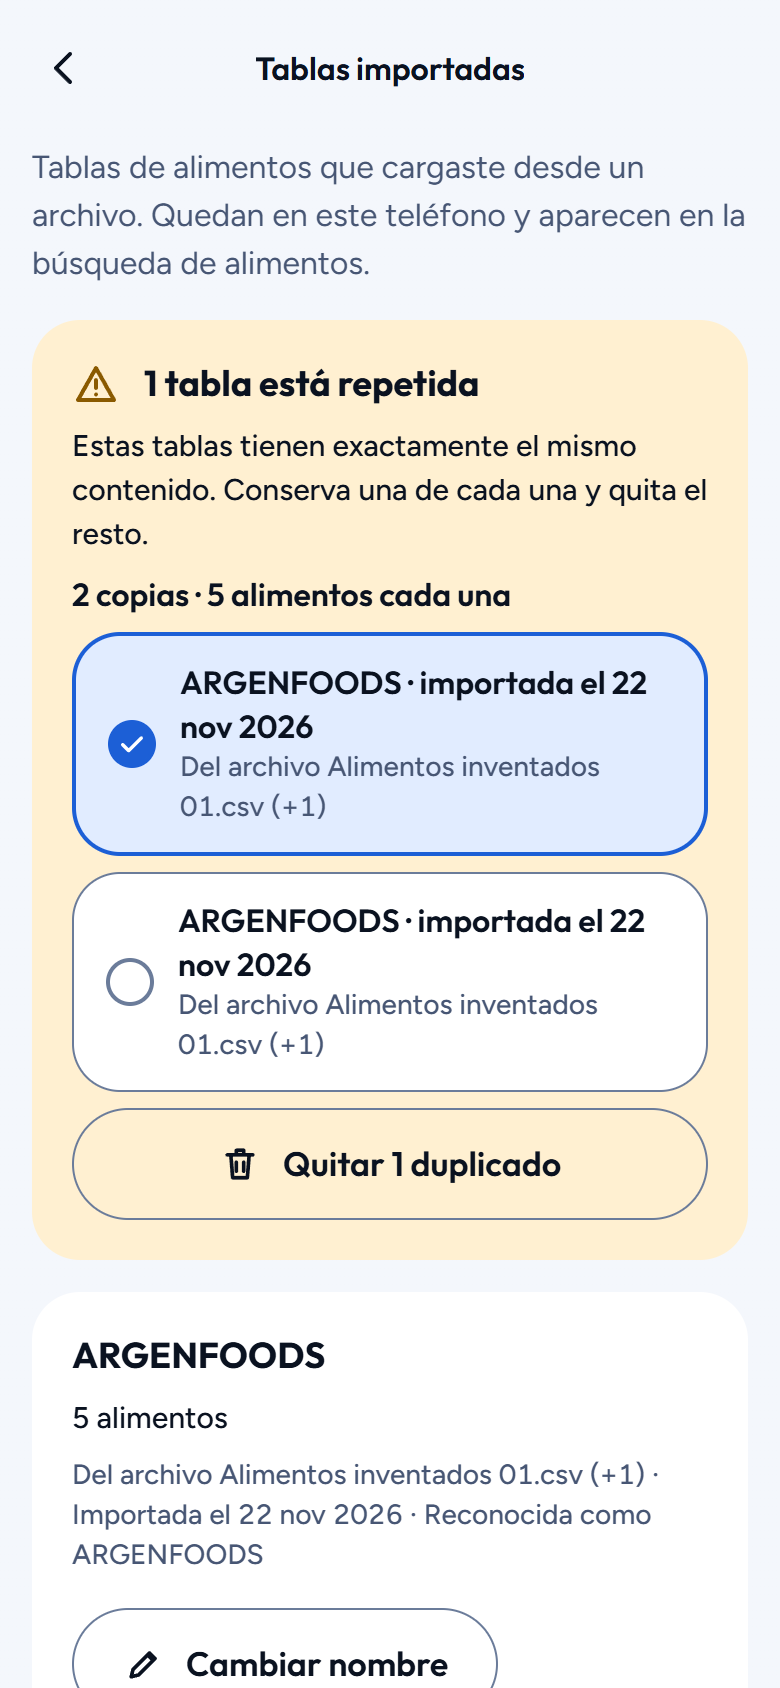 Tablas importadas
Tablas de alimentos que cargaste desde un
archivo. Quedan en este teléfono y aparecen en la
búsqueda de alimentos.
1 tabla está repetida
Estas tablas tienen exactamente el mismo
contenido. Conserva una de cada una y quita el
resto.
2 copias · 5 alimentos cada una
ARGENFOODS · importada el 22
nov 2026
Del archivo Alimentos inventados
01.csv (+1)
ARGENFOODS · importada el 22
nov 2026
Del archivo Alimentos inventados
01.csv (+1)
Quitar 1 duplicado
ARGENFOODS
5 alimentos
Del archivo Alimentos inventados 01.csv (+1) ·
Importada el 22 nov 2026 · Reconocida como
ARGENFOODS
Cambiar nombre